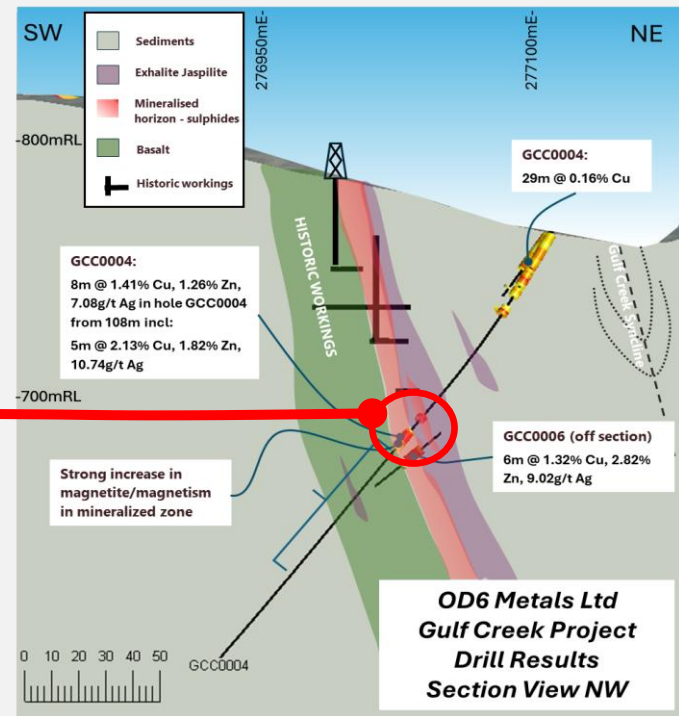 SW
276950mE-
277100mE-
NE
Sediments
Exhalite Jaspilite
Mineralised
horizon - sulphides
Basalt
Historic workings
-800mRL
GCC0004:
29m @ 0.16% Cu
HISTORIC WORKINGS
GCC0004:
8m @ 1.41% Cu, 1.26% Zn,
7.08g/t Ag in hole GCC0004
from 108m incl:
5m @ 2.13% Cu, 1.82% Zn,
10.74g/t Ag
Gulf Creek Syncline
-700mRL
GCC0006 (off section)
6m @ 1.32% Cu, 2.82%
Zn, 9.02g/t Ag
Strong increase in
magnetite/magnetism
in mineralized zone
OD6 Metals Ltd
Gulf Creek Project
Drill Results
Section View NW
0 10 20 30 40 50
GCC0004